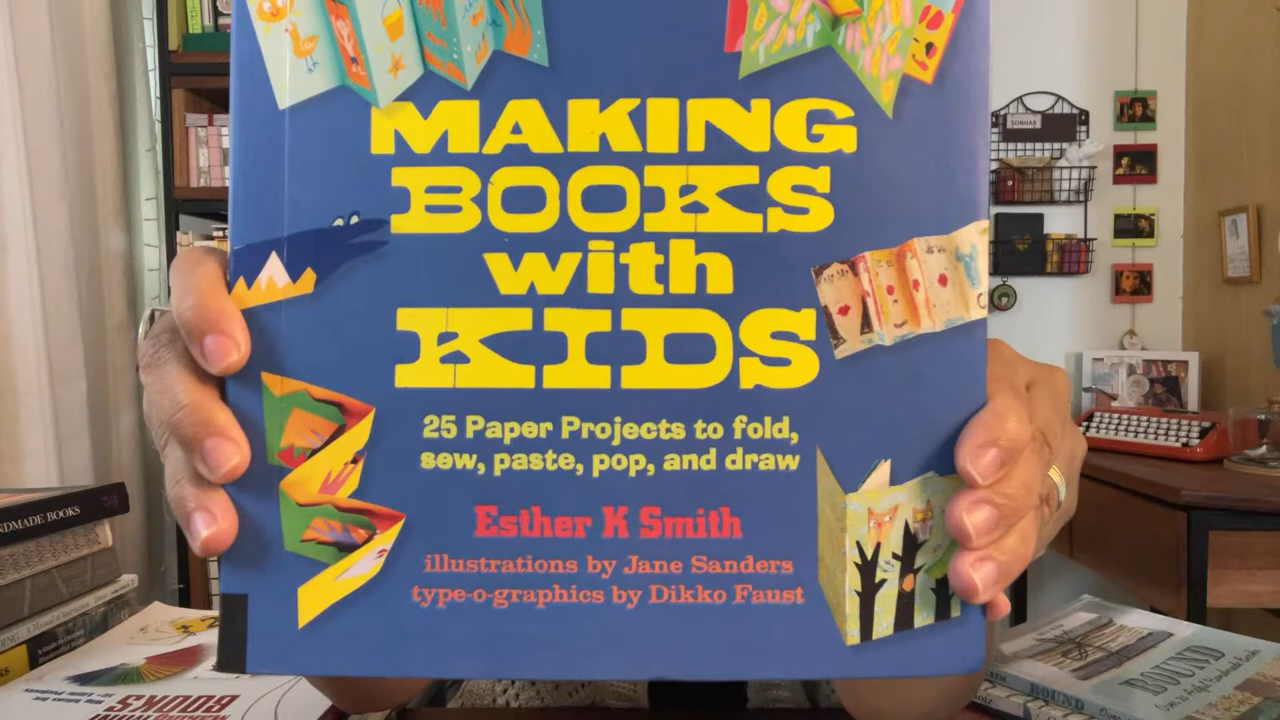 MAKING
BOOKS
with
KIDS
25 Paper Projects to fold,
sew, paste, pop, and draw
Esther K Smith
illustrations by Jane Sanders
type-o-graphics by Dikko Faust
SONHAR
NDMADE BOOKS
BOOKS
BOUND
BOUND